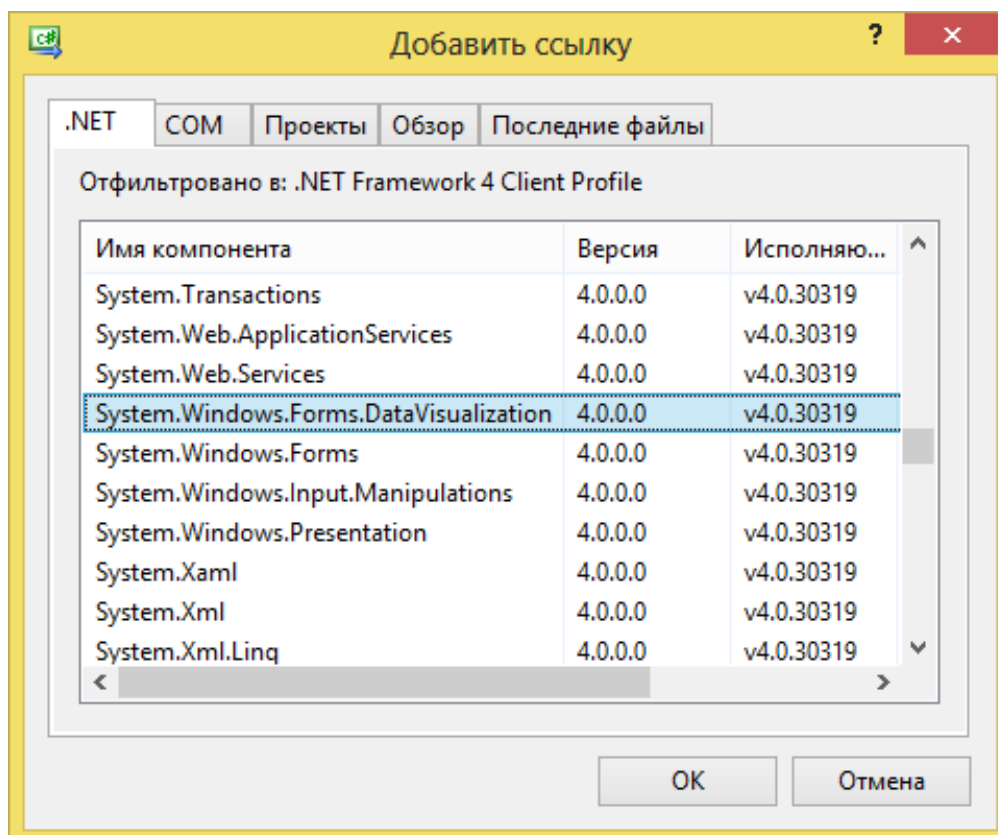 C#
Добавить ссылку ? ×
.NET COM Проекты Обзор Последние файлы
Отфильтровано в: .NET Framework 4 Client Profile
Имя компонента Версия Исполняю...
System.Transactions 4.0.0.0 v4.0.30319
System.Web.ApplicationServices 4.0.0.0 v4.0.30319
System.Web.Services 4.0.0.0 v4.0.30319
System.Windows.Forms.DataVisualization 4.0.0.0 v4.0.30319
System.Windows.Forms 4.0.0.0 v4.0.30319
System.Windows.Input.Manipulations 4.0.0.0 v4.0.30319
System.Windows.Presentation 4.0.0.0 v4.0.30319
System.Xaml 4.0.0.0 v4.0.30319
System.Xml 4.0.0.0 v4.0.30319
System.Xml.Linq 4.0.0.0 v4.0.30319
OK Отмена